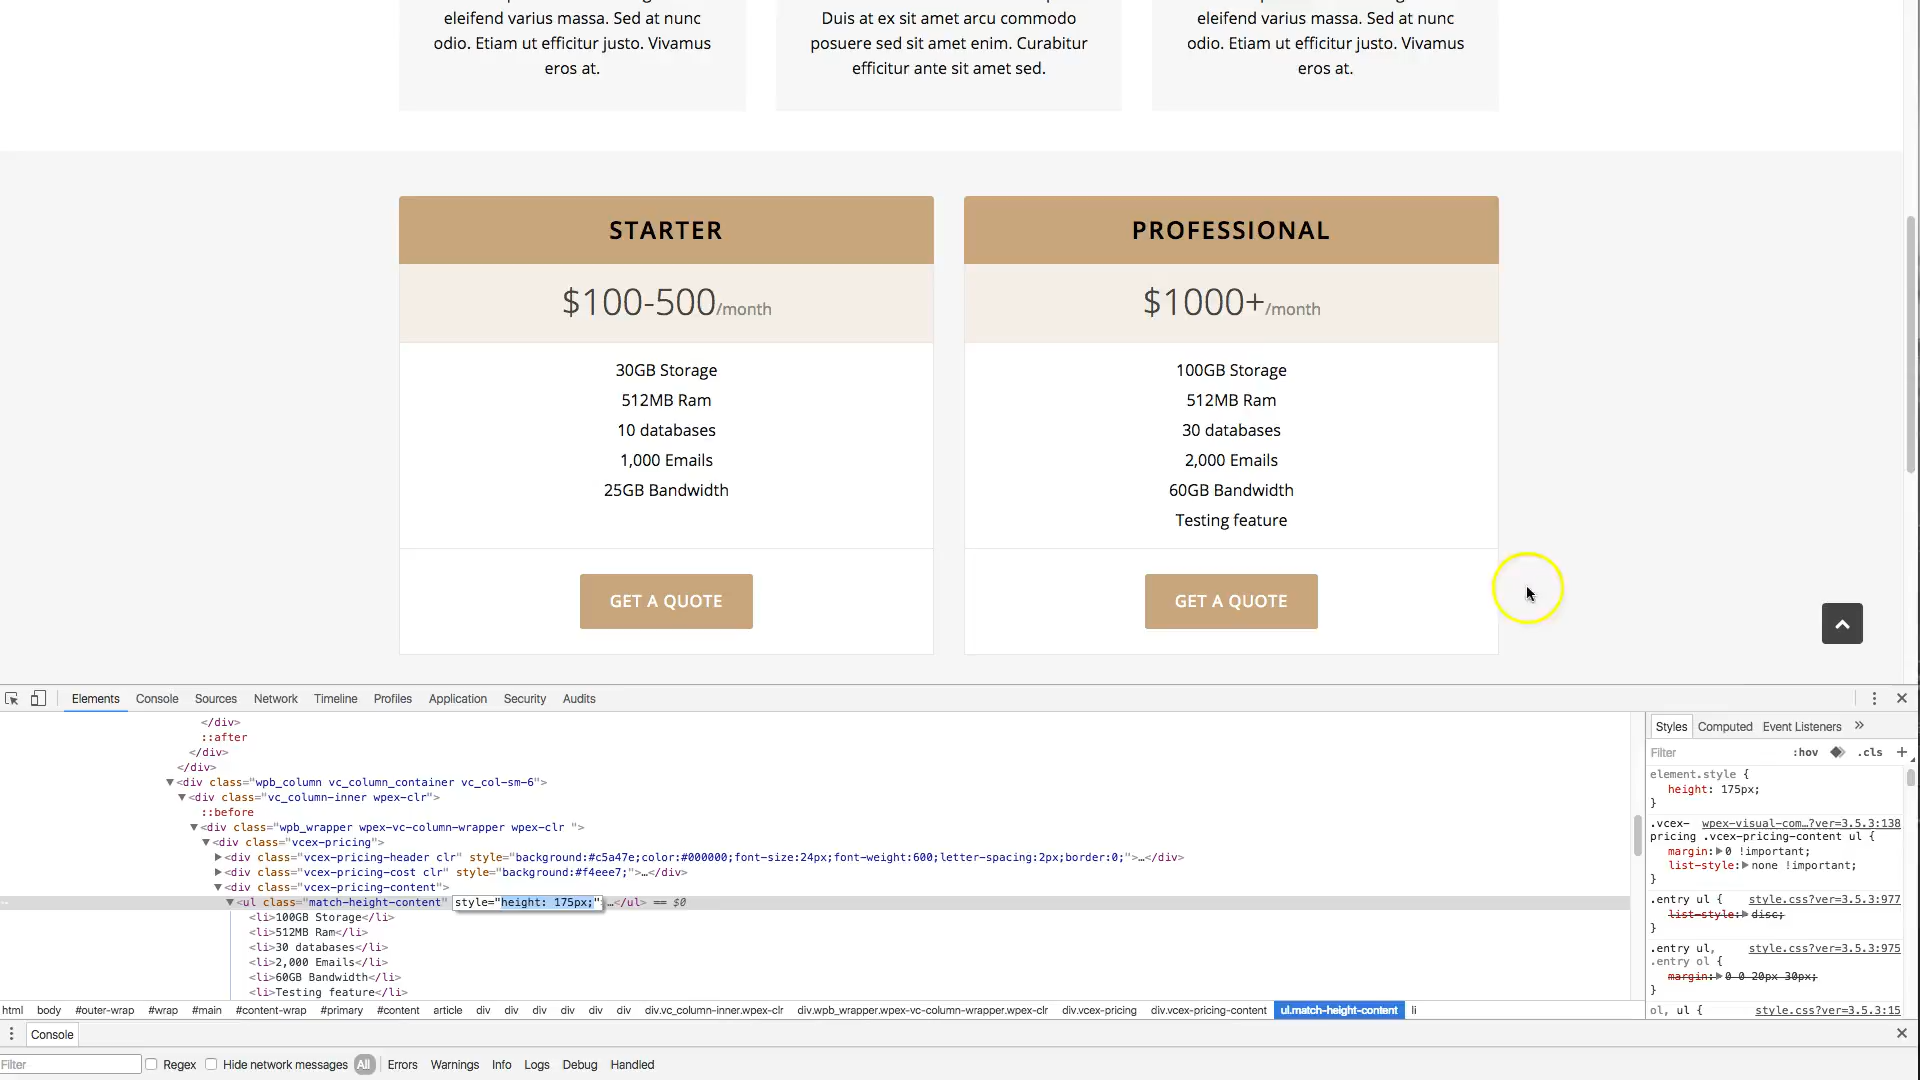 eleifend varius massa. Sed at nunc
odio. Etiam ut efficitur justo. Vivamus
eros at.
Duis at ex sit amet arcu commodo
posuere sed sit amet enim. Curabitur
efficitur ante sit amet sed.
eleifend varius massa. Sed at nunc
odio. Etiam ut efficitur justo. Vivamus
eros at.
STARTER
$100-500/month
30GB Storage
512MB Ram
10 databases
1,000 Emails
25GB Bandwidth
GET A QUOTE
PROFESSIONAL
$1000+/month
100GB Storage
512MB Ram
30 databases
2,000 Emails
60GB Bandwidth
Testing feature
GET A QUOTE
Elements Console Sources Network Timeline Profiles Application Security Audits
</div>
::after
</div>
</div>
<div class="wpb_column vc_column_container vc_col-sm-6">
<div class="vc_column-inner wpex-clr">
::before
<div class="wpb_wrapper wpex-vc-column-wrapper wpex-clr ">
<div class="vcex-pricing">
<div class="vcex-pricing-header clr" style="background:#c5a47e;color:#000000;font-size:24px;font-weight:600;letter-spacing:2px;border:0;">…</div>
<div class="vcex-pricing-cost clr" style="background:#f4eee7;">…</div>
<div class="vcex-pricing-content">
<ul class="match-height-content" style="height: 175px;" …</ul> == $0
<li>100GB Storage</li>
<li>512MB Ram</li>
<li>30 databases</li>
<li>2,000 Emails</li>
<li>60GB Bandwidth</li>
<li>Testing feature</li>
html body #outer-wrap #wrap #main #content-wrap #primary #content article div div div div div div.vc_column-inner.wpex-clr div.wpb_wrapper.wpex-vc-column-wrapper.wpex-clr div.vcex-pricing div.vcex-pricing-content ul.match-height-content li
Styles Computed Event Listeners »
Filter :hov .cls +
element.style {
height: 175px;
}
.vcex- wpex-visual-com…?ver=3.5.3:138
pricing .vcex-pricing-content ul {
margin: 0 !important;
list-style: none !important;
}
.entry ul { style.css?ver=3.5.3:977
list-style: disc;
}
.entry ul, style.css?ver=3.5.3:975
.entry ol {
margin: 0 0 20px 30px;
}
ol, ul { style.css?ver=3.5.3:15
Console
Filter Regex Hide network messages All Errors Warnings Info Logs Debug Handled